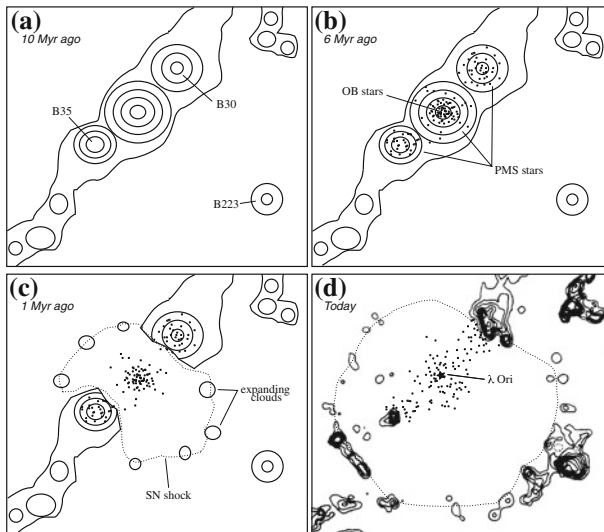 (a)
10 Myr ago
B30
B35
B223
(b)
6 Myr ago
OB stars
PMS stars
(c)
1 Myr ago
expanding
clouds
SN shock
(d)
Today
λ Ori